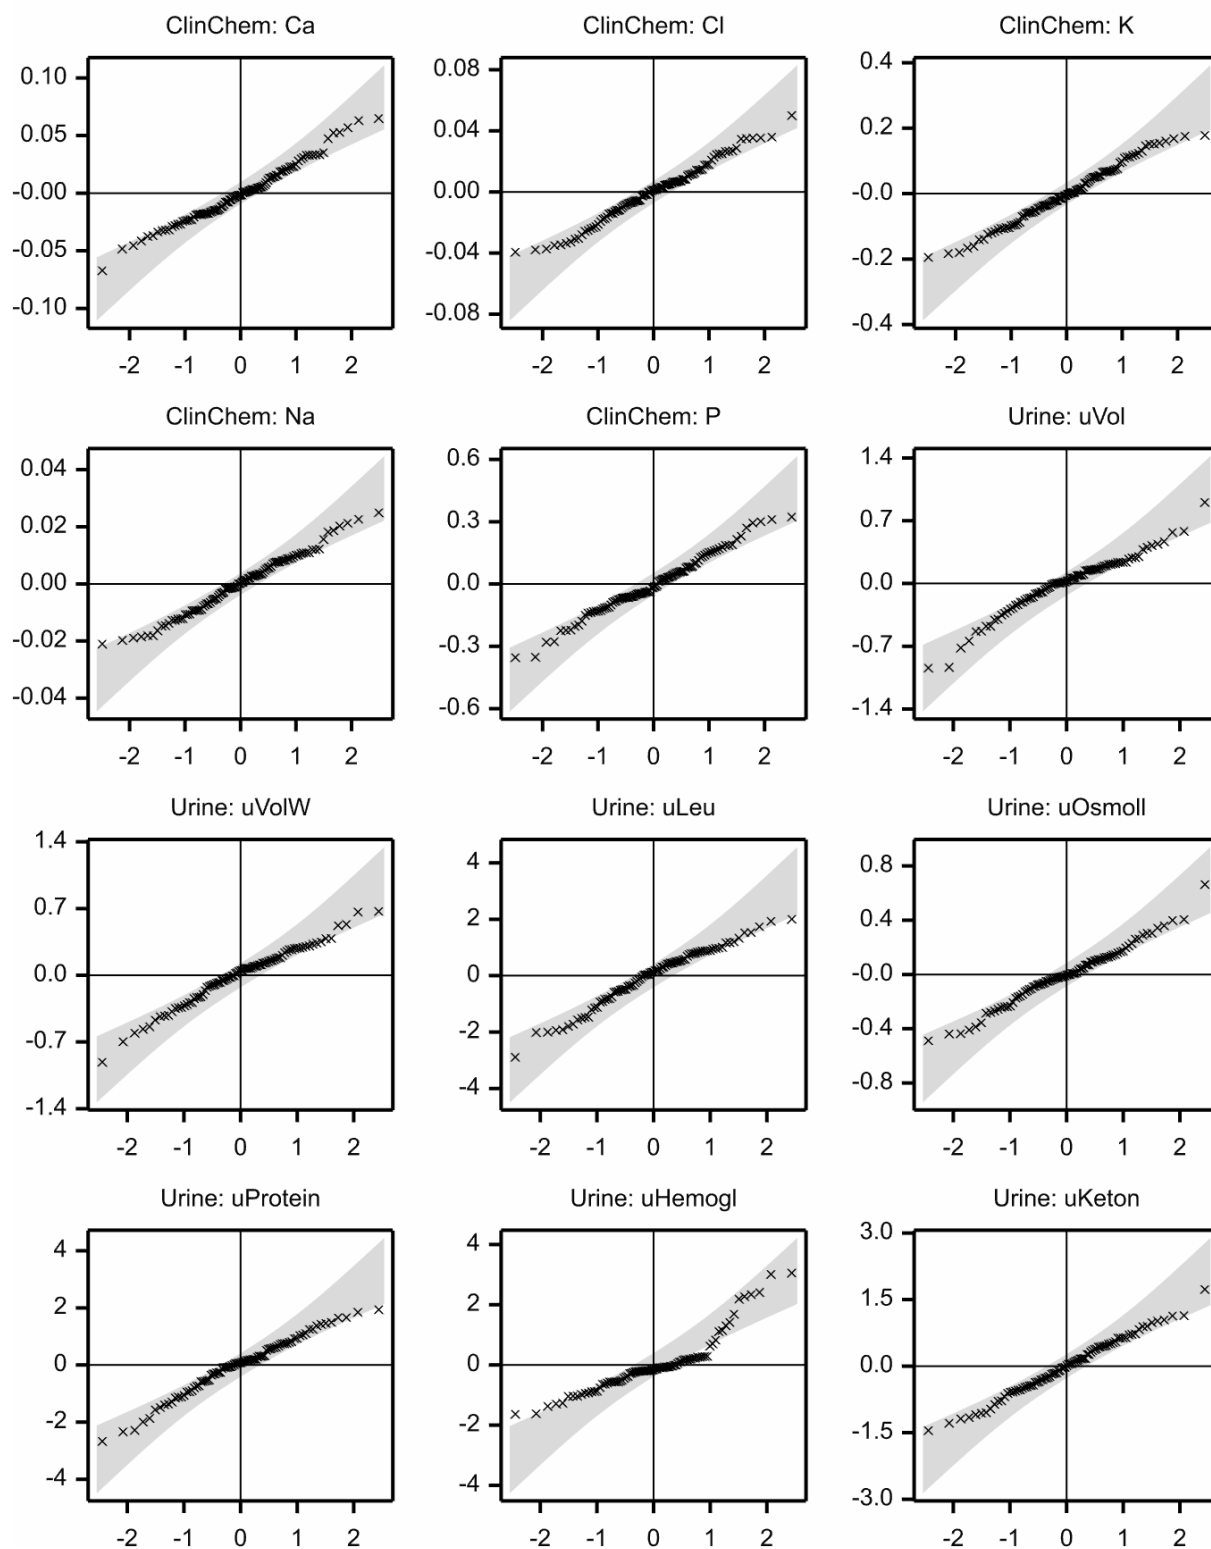 ClinChem: Ca
ClinChem: Cl
ClinChem: K
0.10
0.05
-0.00
-0.05
-0.10
-2 -1 0 1 2
0.08
0.04
0.00
-0.04
-0.08
-2 -1 0 1 2
0.4
0.2
-0.0
-0.2
-0.4
-2 -1 0 1 2
ClinChem: Na
ClinChem: P
Urine: uVol
0.04
0.02
0.00
-0.02
-0.04
-2 -1 0 1 2
0.6
0.3
0.0
-0.3
-0.6
-2 -1 0 1 2
1.4
0.7
0.0
-0.7
-1.4
-2 -1 0 1 2
Urine: uVolW
Urine: uLeu
Urine: uOsmoll
1.4
0.7
0.0
-0.7
-1.4
-2 -1 0 1 2
4
2
0
-2
-4
-2 -1 0 1 2
0.8
0.4
-0.0
-0.4
-0.8
-2 -1 0 1 2
Urine: uProtein
Urine: uHemogl
Urine: uKeton
4
2
0
-2
-4
-2 -1 0 1 2
4
2
0
-2
-4
-2 -1 0 1 2
3.0
1.5
0.0
-1.5
-3.0
-2 -1 0 1 2